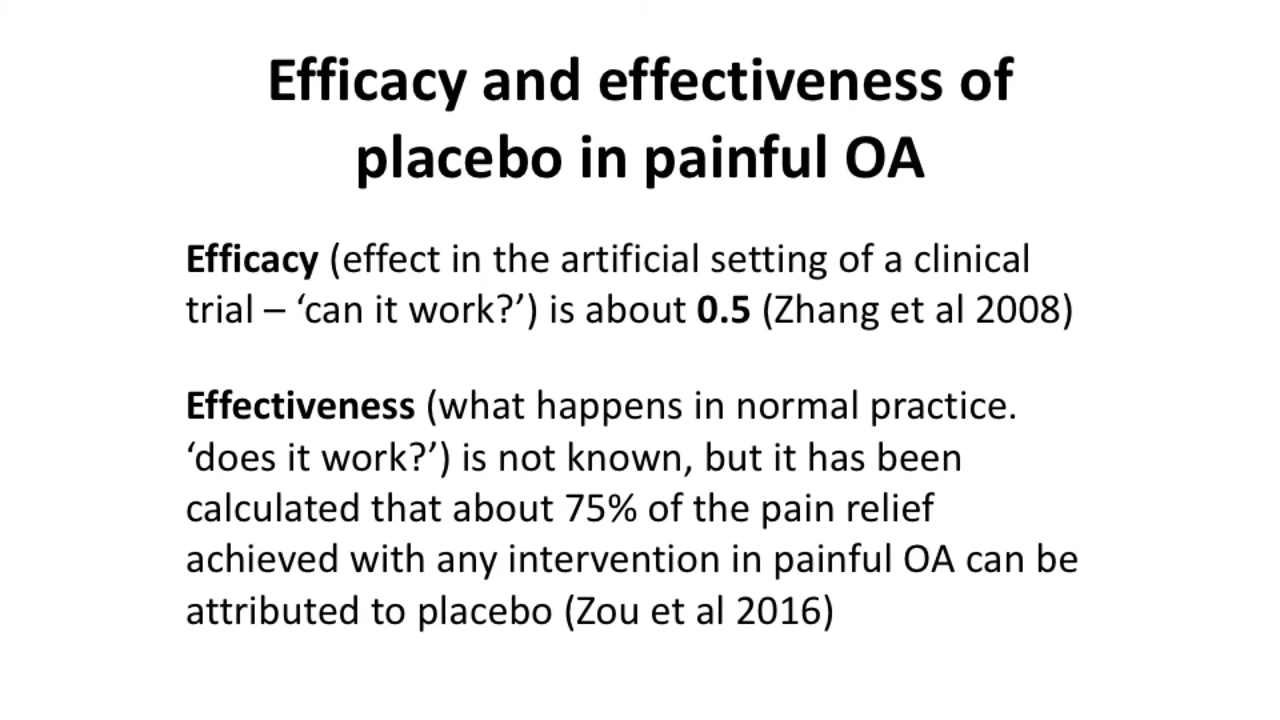 Efficacy and effectiveness of
placebo in painful OA
Efficacy (effect in the artificial setting of a clinical
trial – ‘can it work?’) is about 0.5 (Zhang et al 2008)
Effectiveness (what happens in normal practice.
‘does it work?’) is not known, but it has been
calculated that about 75% of the pain relief
achieved with any intervention in painful OA can be
attributed to placebo (Zou et al 2016)